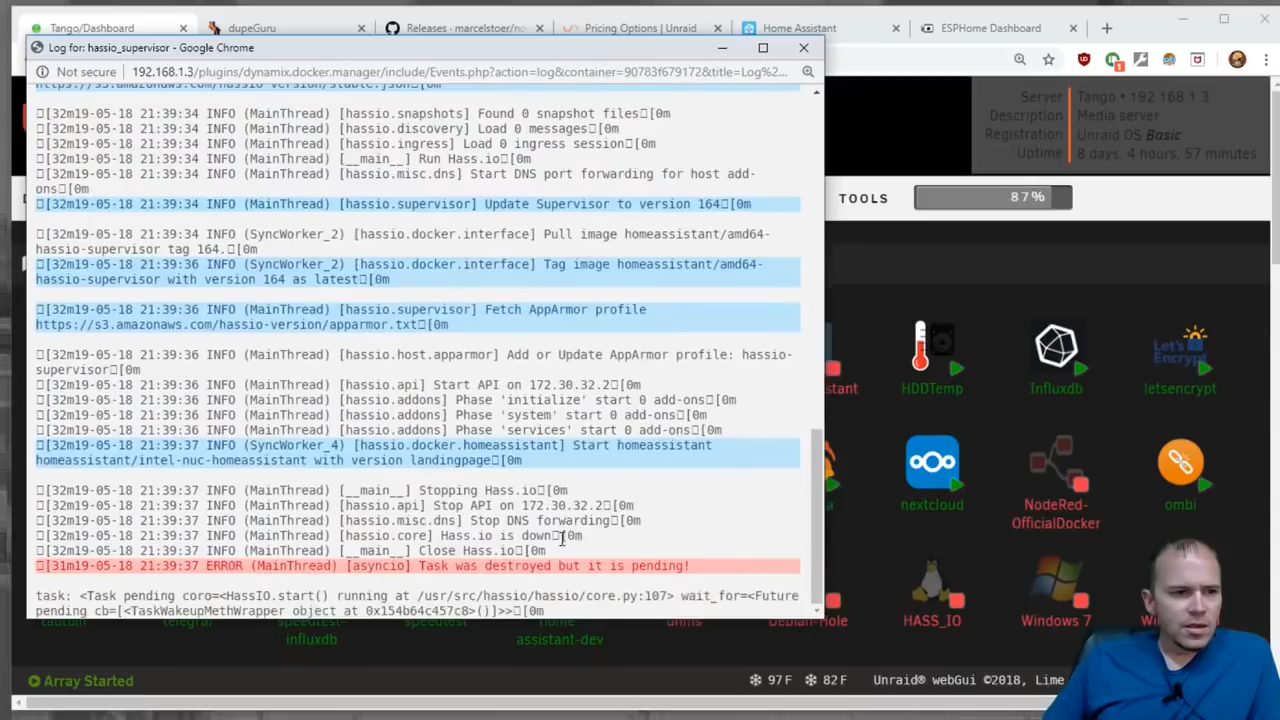 Tango/Dashboard
dupeGuru
Releases · marcelstoer/no
Pricing Options | Unraid
Home Assistant
ESPHome Dashboard
Log for: hassio_supervisor - Google Chrome
Not secure
192.168.1.3/plugins/dynamix.docker.manager/include/Events.php?action=log&container=90783f679172&title=Log%2...
https://s3.amazonaws.com/hassio-version/stable.json[0m
[32m19-05-18 21:39:34 INFO (MainThread) [hassio.snapshots] Found 0 snapshot files[0m
[32m19-05-18 21:39:34 INFO (MainThread) [hassio.discovery] Load 0 messages[0m
[32m19-05-18 21:39:34 INFO (MainThread) [hassio.ingress] Load 0 ingress session[0m
[32m19-05-18 21:39:34 INFO (MainThread) [__main__] Run Hass.io[0m
[32m19-05-18 21:39:34 INFO (MainThread) [hassio.misc.dns] Start DNS port forwarding for host add-
ons[0m
[32m19-05-18 21:39:34 INFO (MainThread) [hassio.supervisor] Update Supervisor to version 164[0m
[32m19-05-18 21:39:34 INFO (SyncWorker_2) [hassio.docker.interface] Pull image homeassistant/amd64-
hassio-supervisor tag 164.[0m
[32m19-05-18 21:39:36 INFO (SyncWorker_2) [hassio.docker.interface] Tag image homeassistant/amd64-
hassio-supervisor with version 164 as latest[0m
[32m19-05-18 21:39:36 INFO (MainThread) [hassio.supervisor] Fetch AppArmor profile
https://s3.amazonaws.com/hassio-version/apparmor.txt[0m
[32m19-05-18 21:39:36 INFO (MainThread) [hassio.host.apparmor] Add or Update AppArmor profile: hassio-
supervisor[0m
[32m19-05-18 21:39:36 INFO (MainThread) [hassio.api] Start API on 172.30.32.2[0m
[32m19-05-18 21:39:36 INFO (MainThread) [hassio.addons] Phase 'initialize' start 0 add-ons[0m
[32m19-05-18 21:39:36 INFO (MainThread) [hassio.addons] Phase 'system' start 0 add-ons[0m
[32m19-05-18 21:39:37 INFO (MainThread) [hassio.addons] Phase 'services' start 0 add-ons[0m
[32m19-05-18 21:39:37 INFO (SyncWorker_4) [hassio.docker.homeassistant] Start homeassistant
homeassistant/intel-nuc-homeassistant with version landingpage[0m
[32m19-05-18 21:39:37 INFO (MainThread) [__main__] Stopping Hass.io[0m
[32m19-05-18 21:39:37 INFO (MainThread) [hassio.api] Stop API on 172.30.32.2[0m
[32m19-05-18 21:39:37 INFO (MainThread) [hassio.misc.dns] Stop DNS forwarding[0m
[32m19-05-18 21:39:37 INFO (MainThread) [hassio.core] Hass.io is down[0m
[32m19-05-18 21:39:37 INFO (MainThread) [__main__] Close Hass.io[0m
[31m19-05-18 21:39:37 ERROR (MainThread) [asyncio] Task was destroyed but it is pending!
task: <Task pending coro=<HassIO.start() running at /usr/src/hassio/hassio/core.py:107> wait_for=<Future
pending cb=[<TaskWakeupMethWrapper object at 0x154b64c457c8>()]>>[0m
Server
Tango • 192.168.1.3
Description
Media server
Registration
Unraid OS Basic
Uptime
8 days, 4 hours, 57 minutes
TOOLS
87%
HDDTemp
Influxdb
Let's Encrypt
letsencrypt
nextcloud
NodeRed-
OfficialDocker
ombi
tautulli
telegraf
speedtest-
influxdb
speedtest
home
assistant-dev
unms
Debian-Hole
HASS_IO
Windows 7
Array Started
97 F
82 F
Unraid® webGui ©2018, Lime